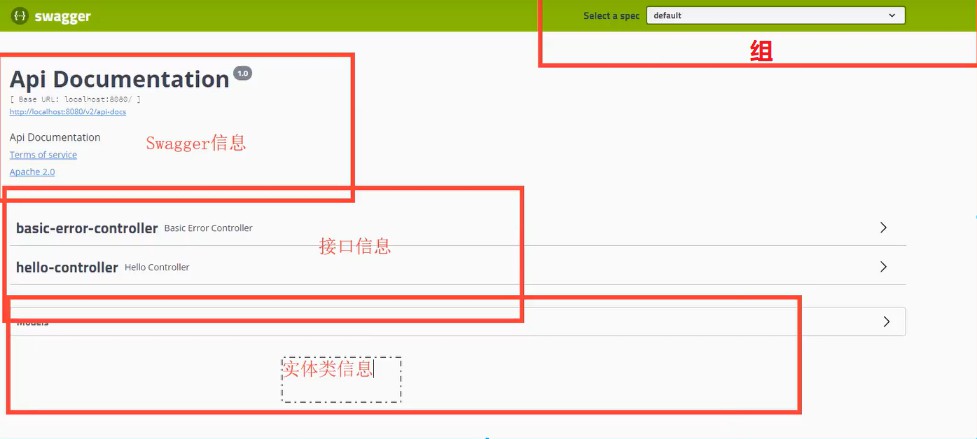 swagger
Select a spec
default
组
Api Documentation 1.0
[ Base URL: localhost:8080/ ]
http://localhost:8080/v2/api-docs
Api Documentation
Swagger信息
Terms of service
Apache 2.0
basic-error-controller Basic Error Controller
接口信息
hello-controller Hello Controller
Models
实体类信息